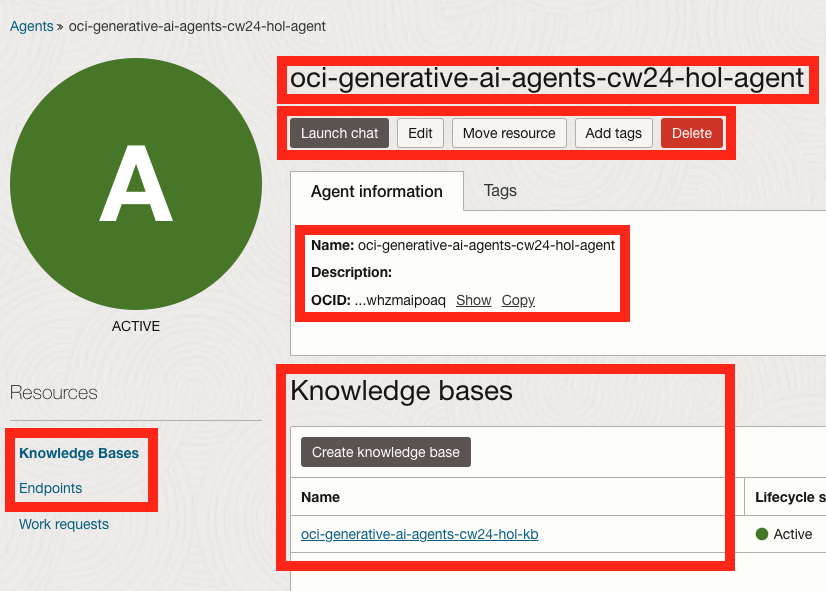 Agents » oci-generative-ai-agents-cw24-hol-agent
A
ACTIVE
oci-generative-ai-agents-cw24-hol-agent
Launch chat Edit Move resource Add tags Delete
Agent information Tags
Name: oci-generative-ai-agents-cw24-hol-agent
Description:
OCID: ...whzmaipoaq Show Copy
Resources
Knowledge Bases
Endpoints
Work requests
Knowledge bases
Create knowledge base
Name Lifecycle s
oci-generative-ai-agents-cw24-hol-kb Active